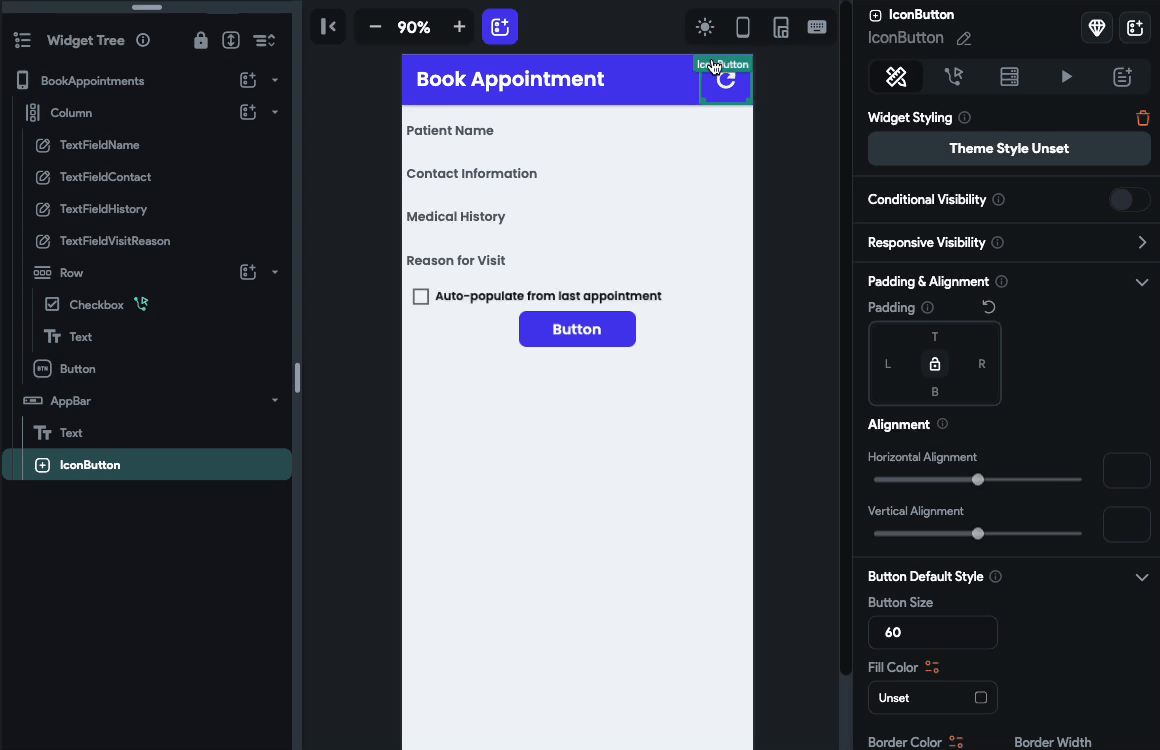 Widget Tree
BookAppointments
Column
TextFieldName
TextFieldContact
TextFieldHistory
TextFieldVisitReason
Row
Checkbox
Tт Text
BTN Button
AppBar
Tт Text
IconButton
90%
Book Appointment
IconButton
Patient Name
Contact Information
Medical History
Reason for Visit
Auto-populate from last appointment
Button
IconButton
IconButton
Widget Styling
Theme Style Unset
Conditional Visibility
Responsive Visibility
Padding & Alignment
Padding
T
L R
B
Alignment
Horizontal Alignment
Vertical Alignment
Button Default Style
Button Size
60
Fill Color
Unset
Border Color Border Width